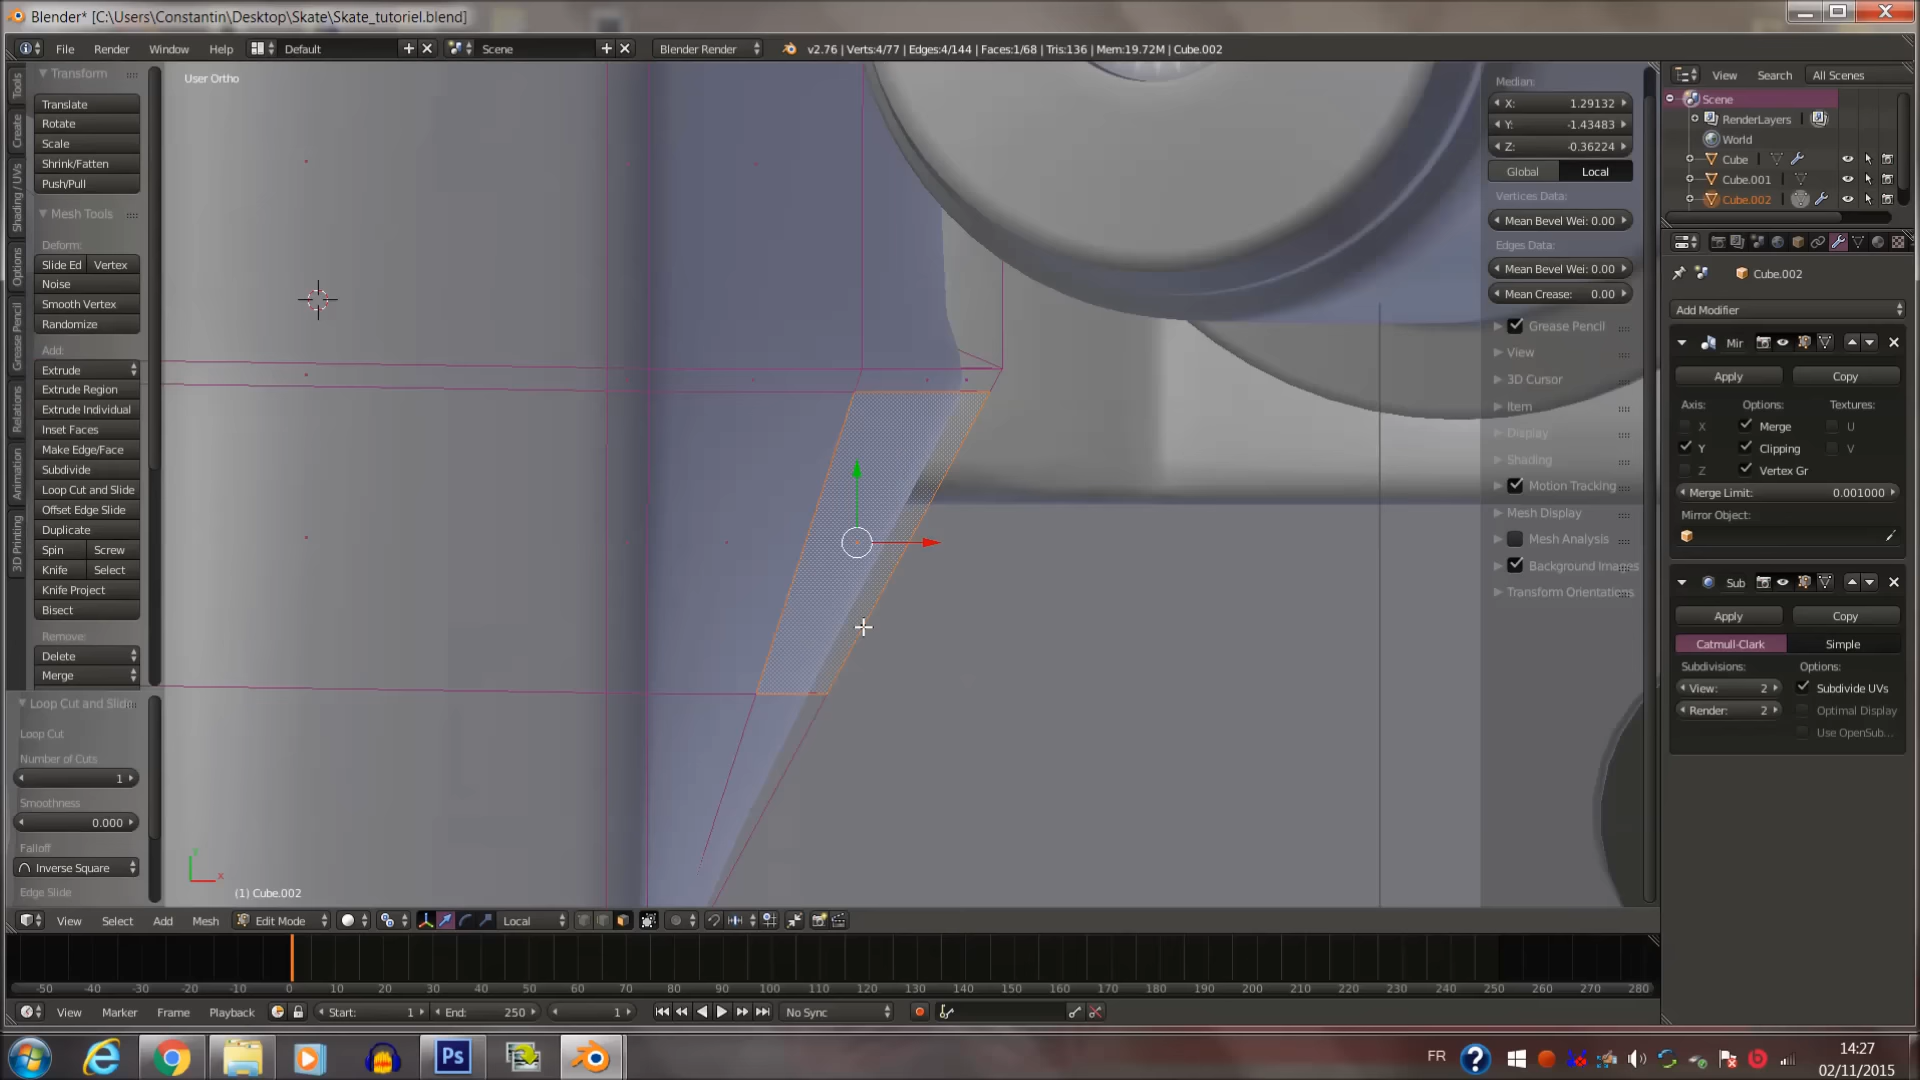 Blender* [C:\Users\Constantin\Desktop\Skate\Skate_tutoriel.blend]
File Render Window Help Default Scene Blender Render v2.76 | Verts:4/77 | Edges:4/144 | Faces:1/68 | Tris:136 | Mem:19.72M | Cube.002
Tools
Create
Shading / UVs
Options
Grease Pencil
Relations
Animation
3D Printing
Transform
Translate
Rotate
Scale
Shrink/Fatten
Push/Pull
Mesh Tools
Deform:
Slide Ed Vertex
Noise
Smooth Vertex
Randomize
Add:
Extrude
Extrude Region
Extrude Individual
Inset Faces
Make Edge/Face
Subdivide
Loop Cut and Slide
Offset Edge Slide
Duplicate
Spin Screw
Knife Select
Knife Project
Bisect
Remove:
Delete
Merge
Loop Cut and Slide
Loop Cut
Number of Cuts
1
Smoothness
0.000
Falloff
Inverse Square
Edge Slide
User Ortho
y
x
(1) Cube.002
Median:
X: 1.29132
Y: -1.43483
Z: -0.36224
Global Local
Vertices Data:
Mean Bevel Wei: 0.00
Edges Data:
Mean Bevel Wei: 0.00
Mean Crease: 0.00
Grease Pencil
View
3D Cursor
Item
Display
Shading
Motion Tracking
Mesh Display
Mesh Analysis
Background Images
Transform Orientations
View Search All Scenes
Scene
RenderLayers
World
Cube
Cube.001
Cube.002
Cube.002
Add Modifier
Mir
Apply Copy
Axis: Options: Textures:
X Merge U
Y Clipping V
Z Vertex Gr
Merge Limit: 0.001000
Mirror Object:
Sub
Apply Copy
Catmull-Clark Simple
Subdivisions: Options:
View: 2 Subdivide UVs
Render: 2 Optimal Display
Use OpenSub...
View Select Add Mesh Edit Mode Local
-50 -40 -30 -20 -10 0 10 20 30 40 50 60 70 80 90 100 110 120 130 140 150 160 170 180 190 200 210 220 230 240 250 260 270 280
View Marker Frame Playback Start: 1 End: 250 1 No Sync
Ps
FR
14:27
02/11/2015